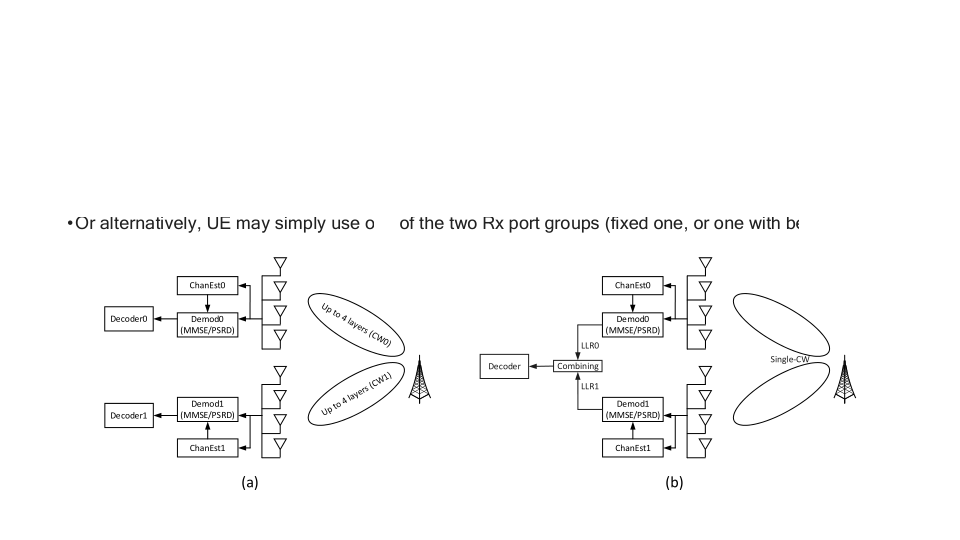 •Or alternatively, UE may simply use o of the two Rx port groups (fixed one, or one with be
ChanEst0
Decoder0
Demod0
(MMSE/PSRD)
Up to 4 layers (CW0)
Decoder1
Demod1
(MMSE/PSRD)
Up to 4 layers (CW1)
ChanEst1
(a)
ChanEst0
Demod0
(MMSE/PSRD)
LLR0
Decoder
Combining
Single-CW
LLR1
Demod1
(MMSE/PSRD)
ChanEst1
(b)